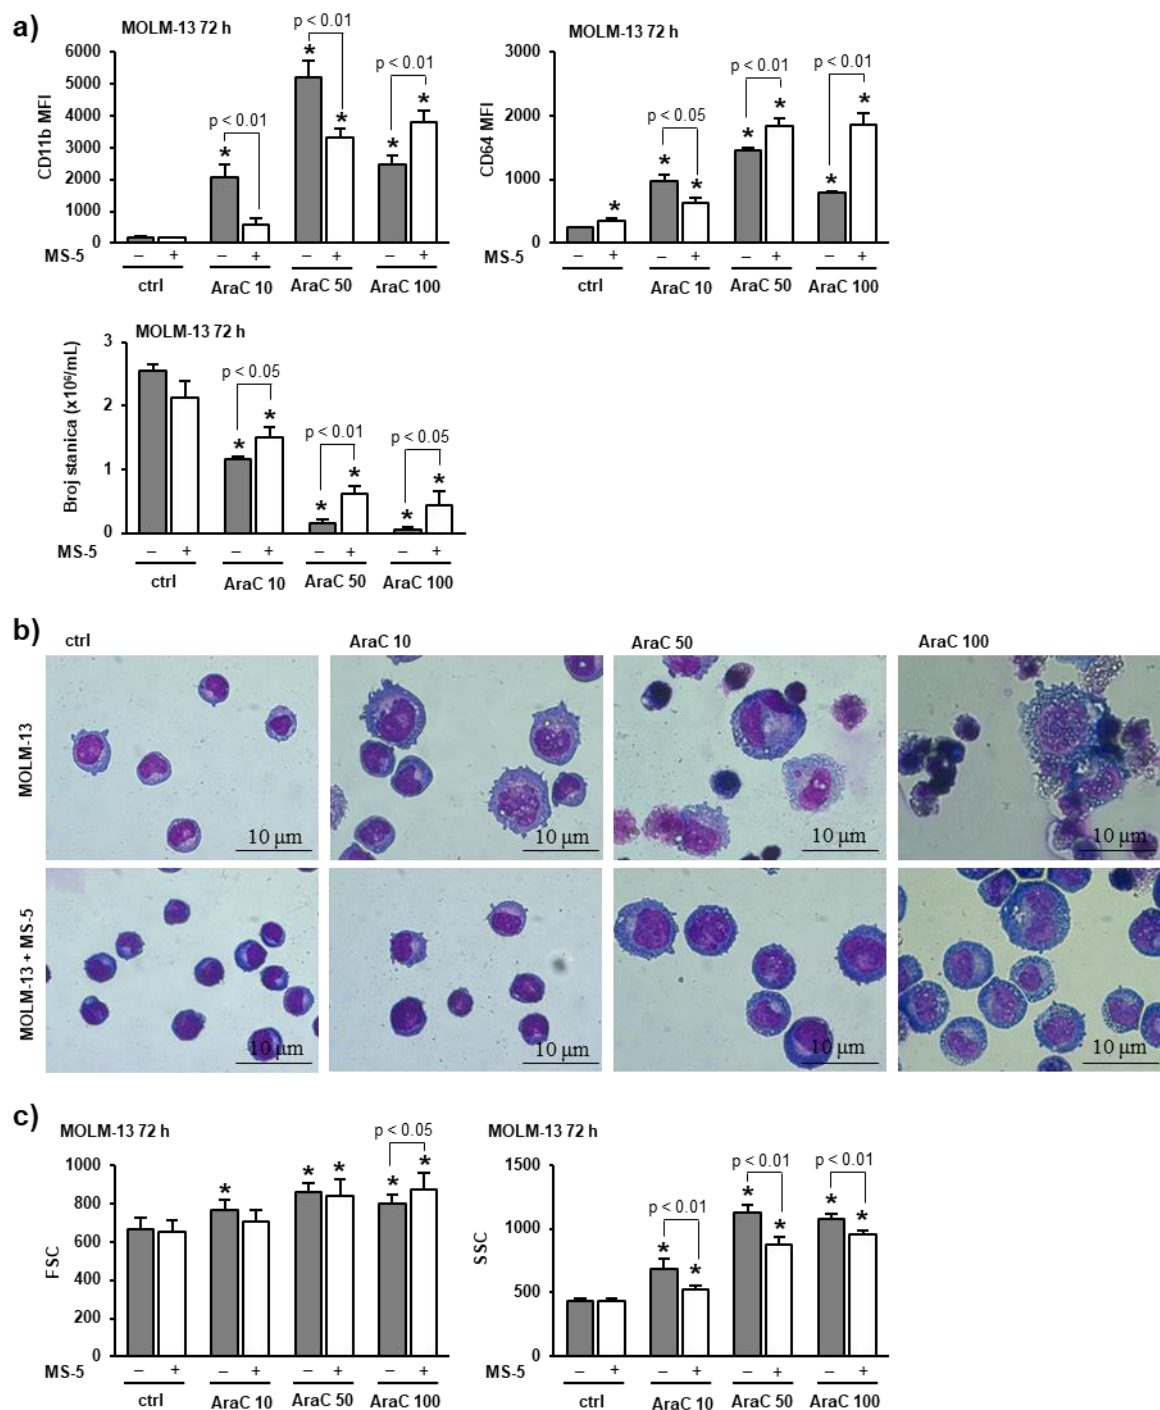 a)
MOLM-13 72 h
CD11b MFI
6000
5000
4000
3000
2000
1000
0
p < 0.01
p < 0.01
p < 0.01
* * * * *
MS-5 – + – + – + – +
ctrl AraC 10 AraC 50 AraC 100
MOLM-13 72 h
CD64 MFI
3000
2000
1000
0
p < 0.05
p < 0.01
p < 0.01
* * * * * * *
MS-5 – + – + – + – +
ctrl AraC 10 AraC 50 AraC 100
MOLM-13 72 h
Broj stanica (x10⁶/mL)
3
2
1
0
p < 0.05
p < 0.01
p < 0.05
* * * * * *
MS-5 – + – + – + – +
ctrl AraC 10 AraC 50 AraC 100
b)
ctrl AraC 10 AraC 50 AraC 100
MOLM-13
10 µm 10 µm 10 µm 10 µm
MOLM-13 + MS-5
10 µm 10 µm 10 µm 10 µm
c)
MOLM-13 72 h
FSC
1000
800
600
400
200
0
p < 0.05
* * * * *
MS-5 – + – + – + – +
ctrl AraC 10 AraC 50 AraC 100
MOLM-13 72 h
SSC
1500
1000
500
0
p < 0.01
p < 0.01
p < 0.01
* * * * * *
MS-5 – + – + – + – +
ctrl AraC 10 AraC 50 AraC 100